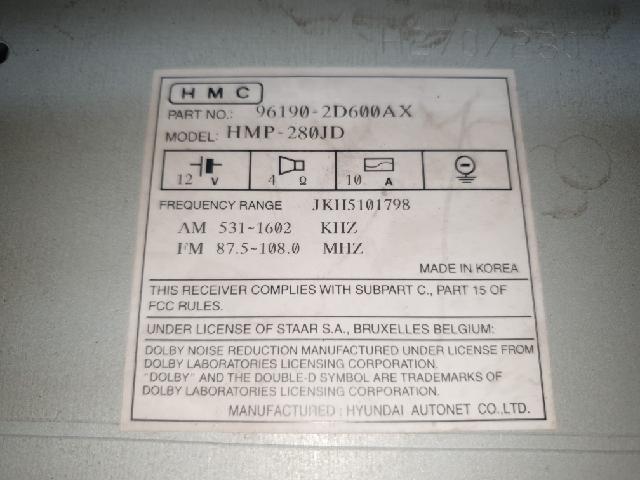 H270/280
HMC
PART NO.: 96190-2D600AX
MODEL: HMP-280JD
12 V 4 Ω 10 A
FREQUENCY RANGE JKH5101798
AM 531~1602 KHZ
FM 87.5~108.0 MHZ
MADE IN KOREA
THIS RECEIVER COMPLIES WITH SUBPART C., PART 15 OF
FCC RULES.
UNDER LICENSE OF STAAR S.A., BRUXELLES BELGIUM:
DOLBY NOISE REDUCTION MANUFACTURED UNDER LICENSE FROM
DOLBY LABORATORIES LICENSING CORPORATION.
"DOLBY" AND THE DOUBLE-D SYMBOL ARE TRADEMARKS OF
DOLBY LABORATORIES LICENSING CORPORATION.
MANUFACTURED : HYUNDAI AUTONET CO.,LTD.